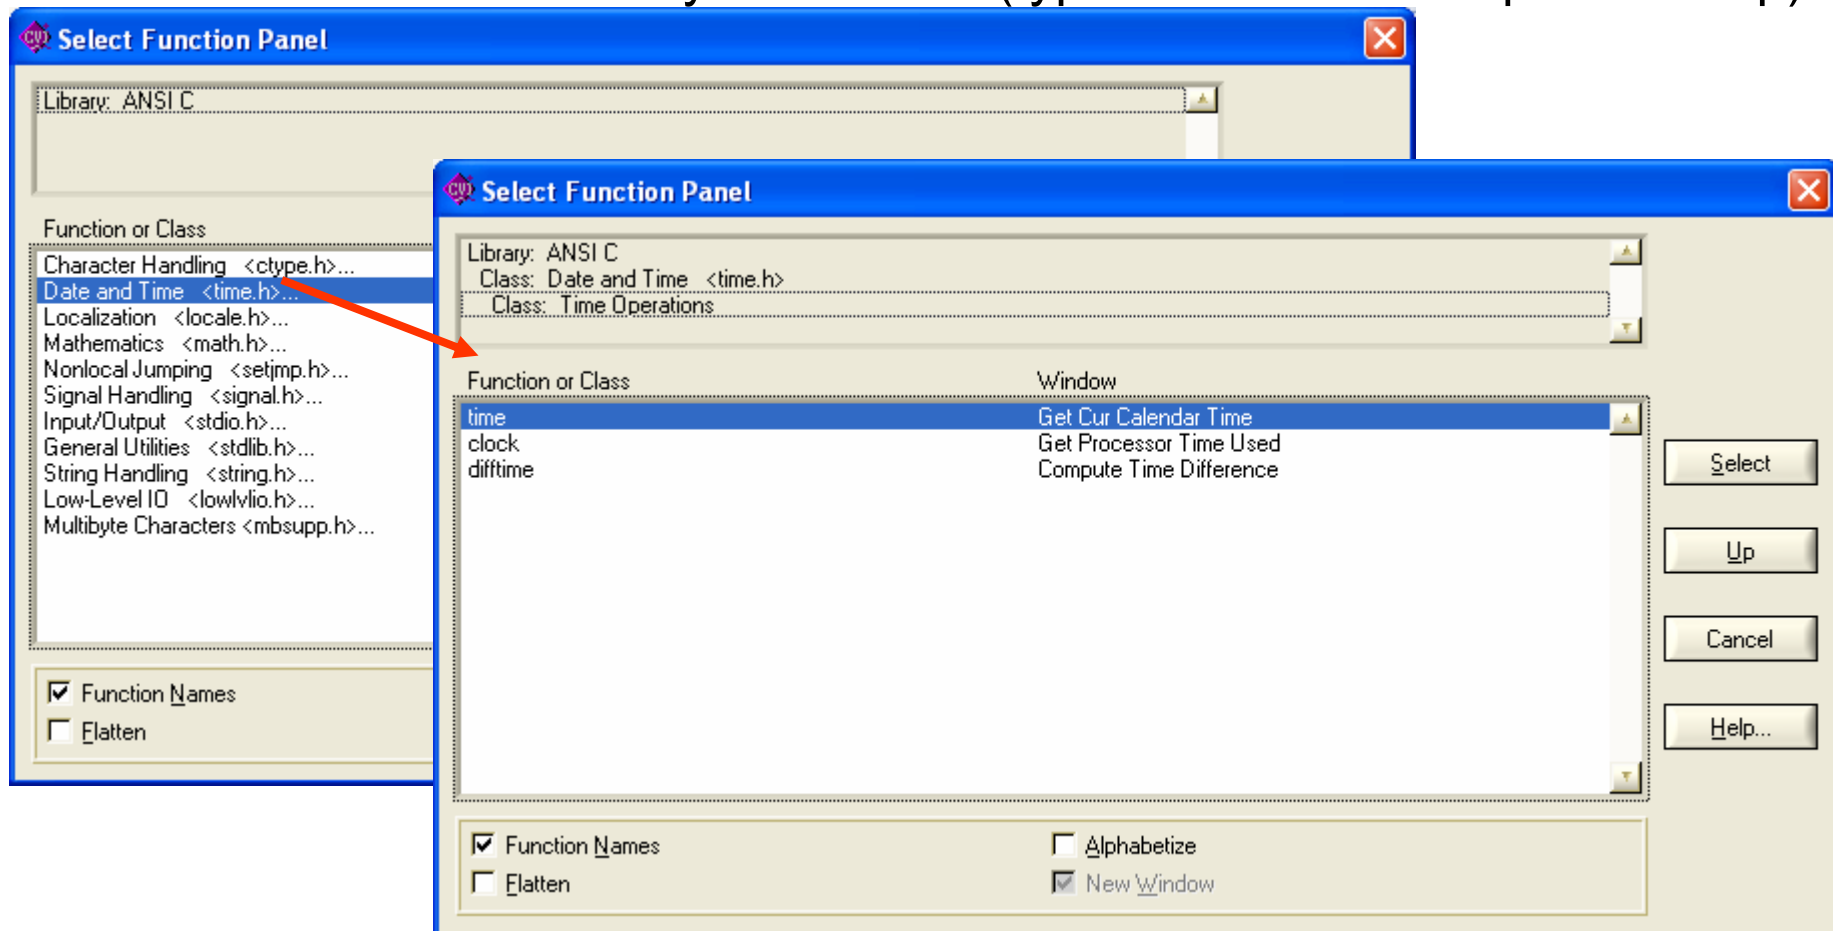 Select Function Panel
Library: ANSI C
Function or Class
Character Handling <ctype.h>...
Date and Time <time.h>...
Localization <locale.h>...
Mathematics <math.h>...
Nonlocal Jumping <setjmp.h>...
Signal Handling <signal.h>...
Input/Output <stdio.h>...
General Utilities <stdlib.h>...
String Handling <string.h>...
Low-Level IO <lowlvlio.h>...
Multibyte Characters <mbsupp.h>...
Function Names
Flatten
Select Function Panel
Library: ANSI C
Class: Date and Time <time.h>
Class: Time Operations
Function or Class Window
time Get Cur Calendar Time
clock Get Processor Time Used
difftime Compute Time Difference
Select
Up
Cancel
Help...
Function Names Alphabetize
Flatten New Window